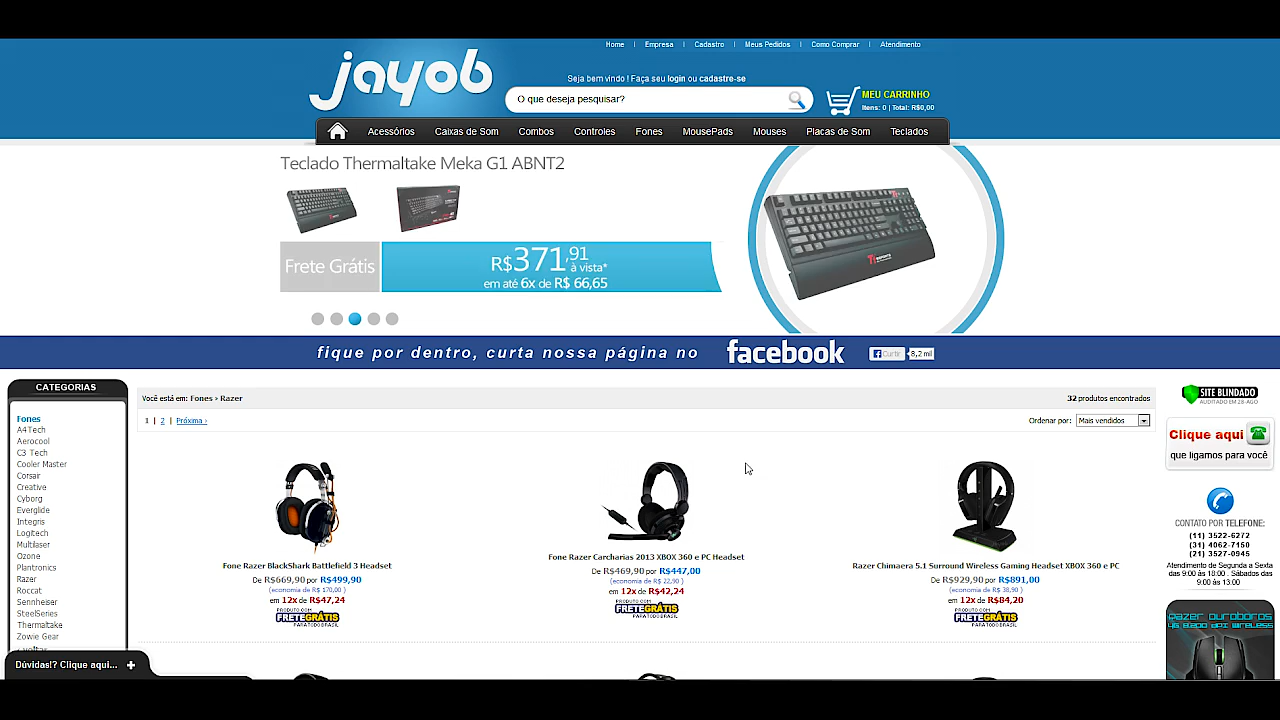 Home | Empresa | Cadastro | Meus Pedidos | Como Comprar | Atendimento
jayob
Seja bem vindo ! Faça seu login ou cadastre-se
O que deseja pesquisar?
MEU CARRINHO
Itens: 0 | Total: R$0,00
Acessórios Caixas de Som Combos Controles Fones MousePads Mouses Placas de Som Teclados
Teclado Thermaltake Meka G1 ABNT2
Frete Grátis
R$371,91 à vista*
em até 6x de R$ 66,65
fique por dentro, curta nossa página no facebook
Curtir 8,2 mil
CATEGORIAS
Fones
A4Tech
Aerocool
C3 Tech
Cooler Master
Corsair
Creative
Cyborg
Everglide
Integris
Logitech
Multilaser
Ozone
Plantronics
Razer
Roccat
Sennheiser
SteelSeries
Thermaltake
Zowie Gear
‹ voltar
Dúvidas!? Clique aqui... +
Você está em: Fones › Razer
32 produtos encontrados
1 | 2 | Próxima ›
Ordenar por: Mais vendidos
Fone Razer BlackShark Battlefield 3 Headset
De R$669,90 por R$499,90
(economia de R$ 170,00 )
em 12x de R$47,24
PRODUTO COM
FRETE GRÁTIS
PARA TODO BRASIL
Fone Razer Carcharias 2013 XBOX 360 e PC Headset
De R$469,90 por R$447,00
(economia de R$ 22,90 )
em 12x de R$42,24
PRODUTO COM
FRETE GRÁTIS
PARA TODO BRASIL
Razer Chimaera 5.1 Surround Wireless Gaming Headset XBOX 360 e PC
De R$929,90 por R$891,00
(economia de R$ 38,90 )
em 12x de R$84,20
PRODUTO COM
FRETE GRÁTIS
PARA TODO BRASIL
SITE BLINDADO
AUDITADO EM 28-AGO
Clique aqui
que ligamos para você
CONTATO POR TELEFONE:
(11) 3522-6272
(31) 4062-7150
(21) 3527-0945
Atendimento de Segunda a Sexta
das 9:00 às 18:00 . Sábados das
9:00 às 13:00
RAZER OUROBOROS
4G 8200 DPI WIRELESS